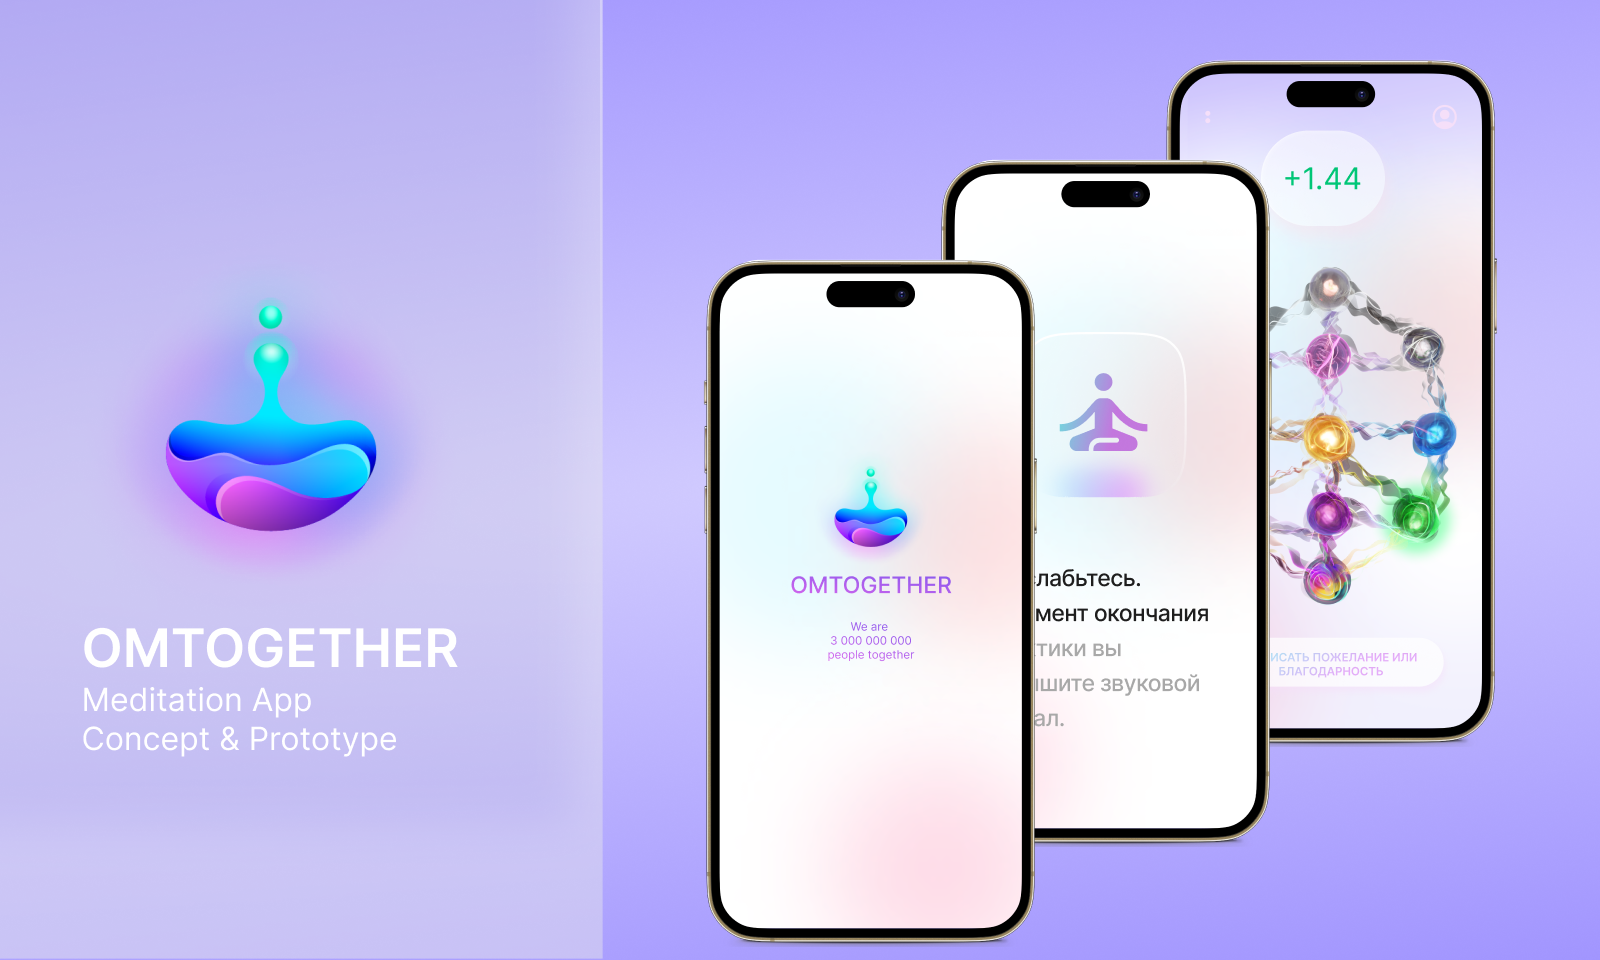 OMTOGETHER
Meditation App
Concept & Prototype
OMTOGETHER
We are
3 000 000 000
people together
слабьтесь.
мент окончания
тики вы
шите звуковой
ал.
+1.44
ИСАТЬ ПОЖЕЛАНИЕ ИЛИ
БЛАГОДАРНОСТЬ